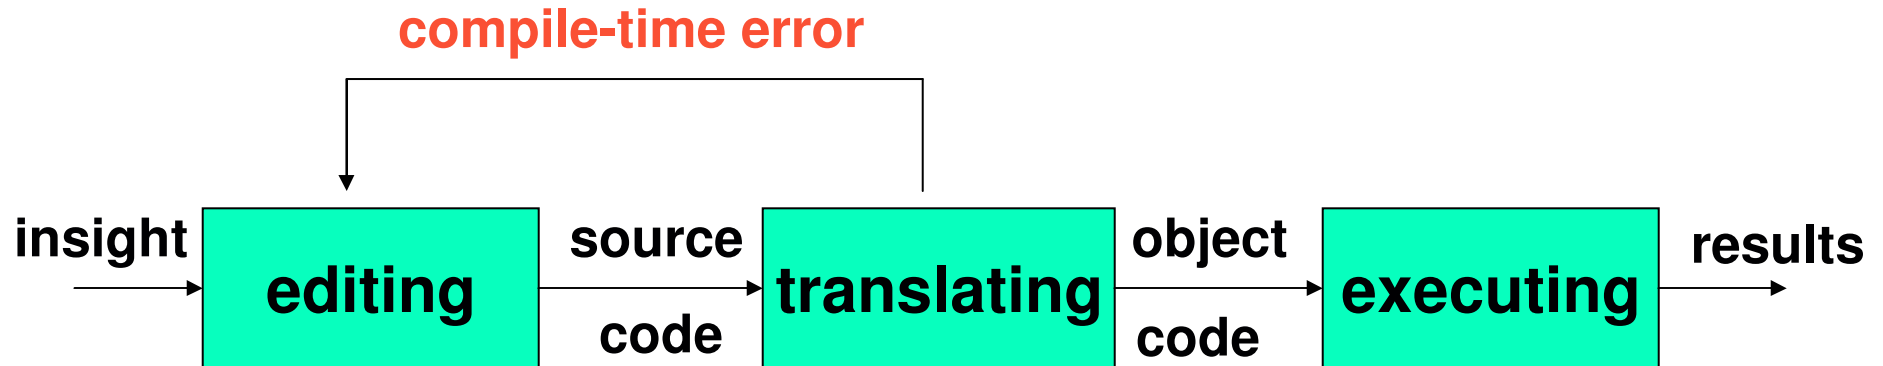 compile-time error
insight
editing
source
code
translating
object
code
executing
results